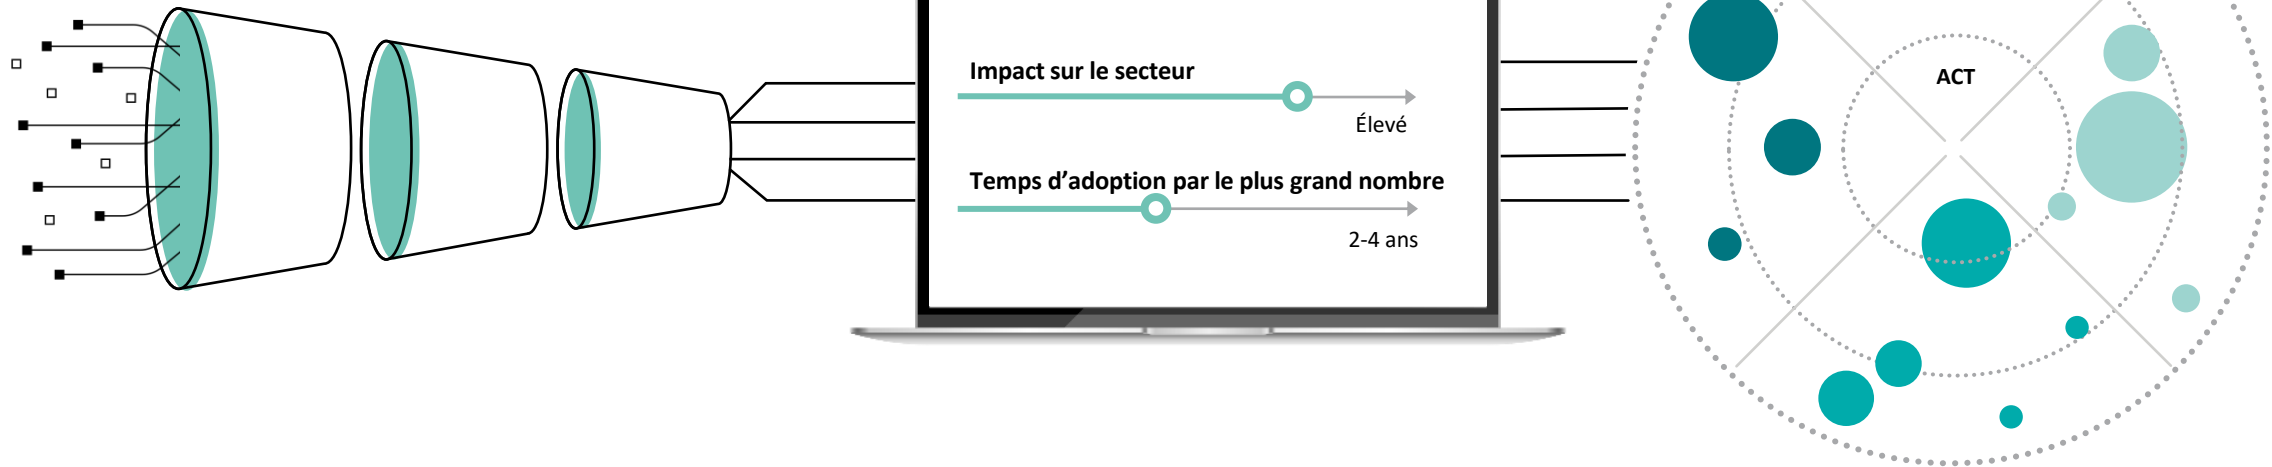 Impact sur le secteur
Élevé
Temps d’adoption par le plus grand nombre
2-4 ans
ACT